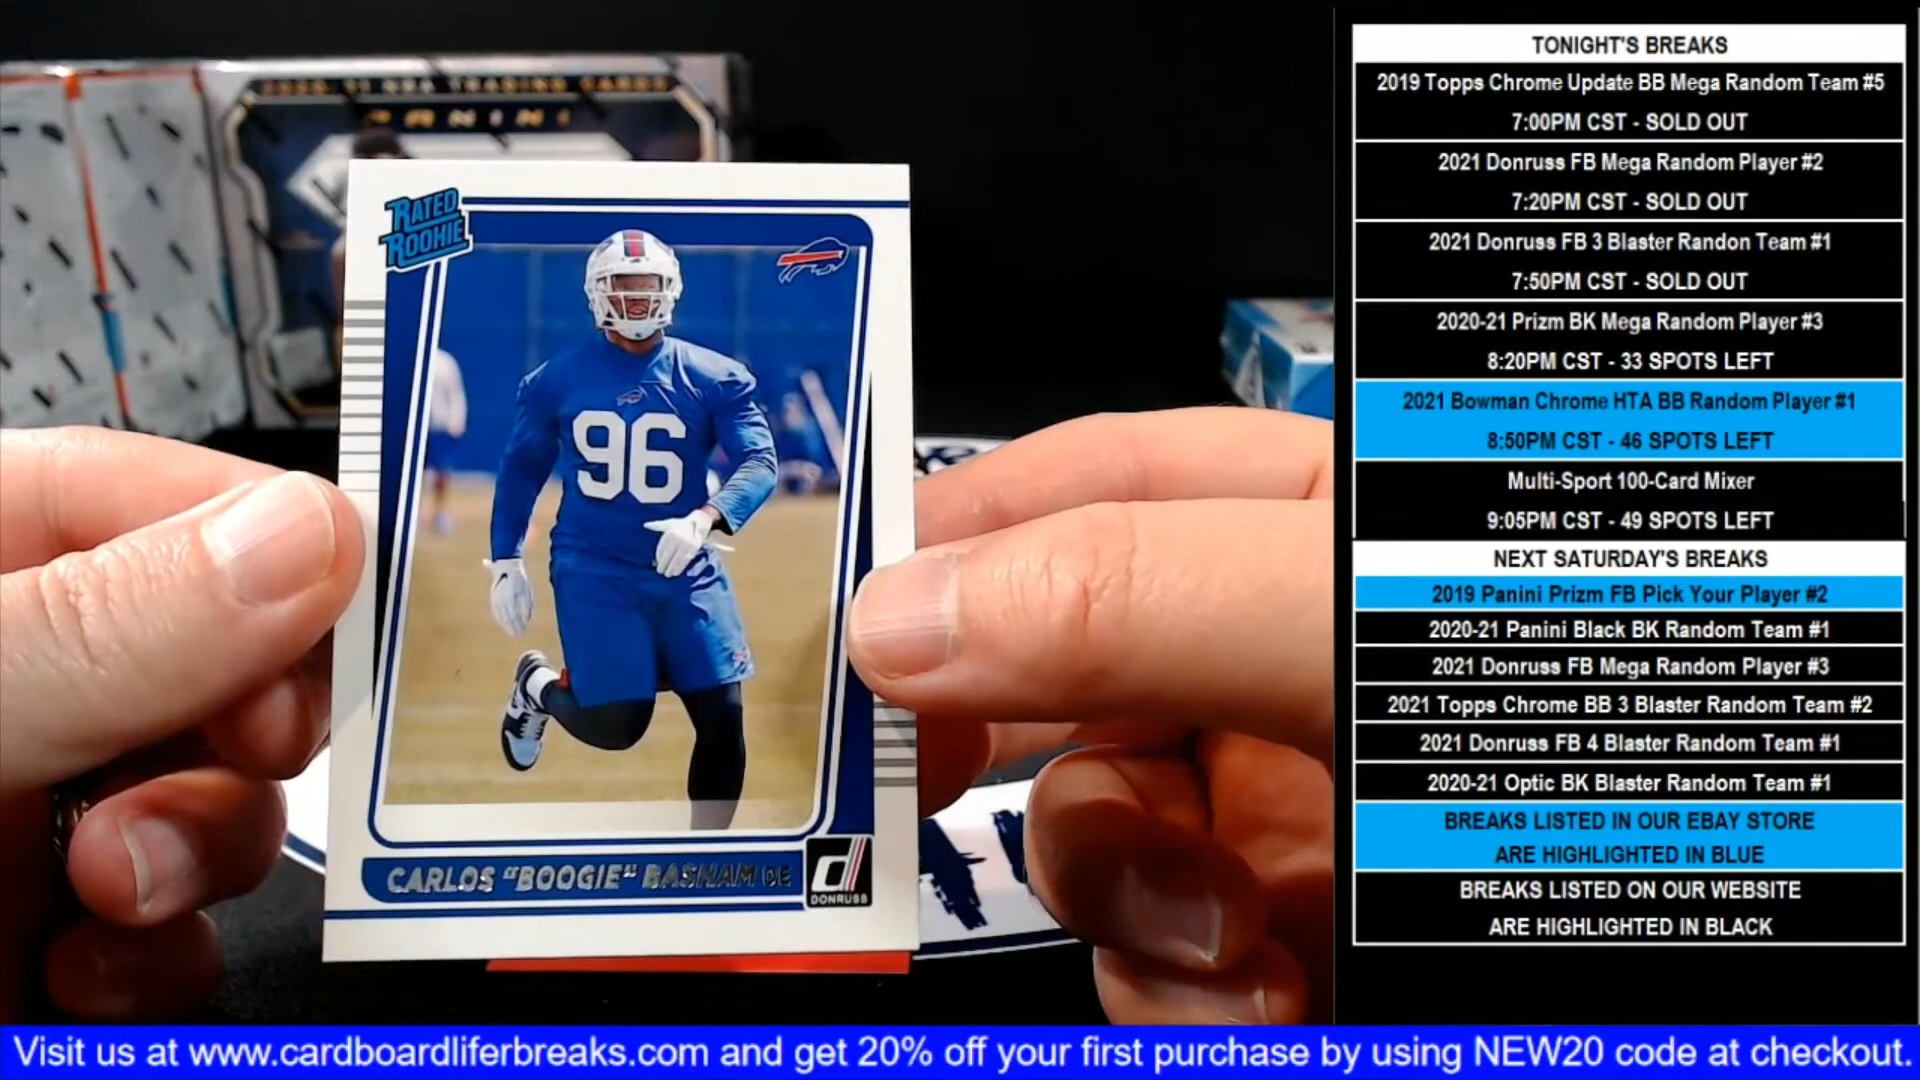 2020-21 NBA TRADING CARDS
PANINI
RATED
ROOKIE
96
CARLOS "BOOGIE" BASHAM DE
DONRUSS
TONIGHT'S BREAKS
2019 Topps Chrome Update BB Mega Random Team #5
7:00PM CST - SOLD OUT
2021 Donruss FB Mega Random Player #2
7:20PM CST - SOLD OUT
2021 Donruss FB 3 Blaster Randon Team #1
7:50PM CST - SOLD OUT
2020-21 Prizm BK Mega Random Player #3
8:20PM CST - 33 SPOTS LEFT
2021 Bowman Chrome HTA BB Random Player #1
8:50PM CST - 46 SPOTS LEFT
Multi-Sport 100-Card Mixer
9:05PM CST - 49 SPOTS LEFT
NEXT SATURDAY'S BREAKS
2019 Panini Prizm FB Pick Your Player #2
2020-21 Panini Black BK Random Team #1
2021 Donruss FB Mega Random Player #3
2021 Topps Chrome BB 3 Blaster Random Team #2
2021 Donruss FB 4 Blaster Random Team #1
2020-21 Optic BK Blaster Random Team #1
BREAKS LISTED IN OUR EBAY STORE
ARE HIGHLIGHTED IN BLUE
BREAKS LISTED ON OUR WEBSITE
ARE HIGHLIGHTED IN BLACK
Visit us at www.cardboardliferbreaks.com and get 20% off your first purchase by using NEW20 code at checkout.